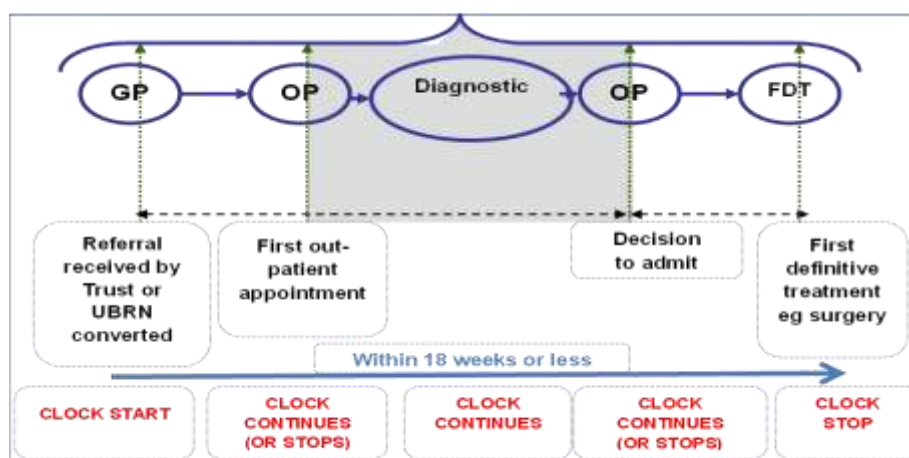 GP
OP
Diagnostic
OP
FDT
Referral
received by
Trust or
UBRN
converted
First out-
patient
appointment
Decision
to admit
First
definitive
treatment
eg surgery
Within 18 weeks or less
CLOCK START
CLOCK
CONTINUES
(OR STOPS)
CLOCK
CONTINUES
CLOCK
CONTINUES
(OR STOPS)
CLOCK
STOP